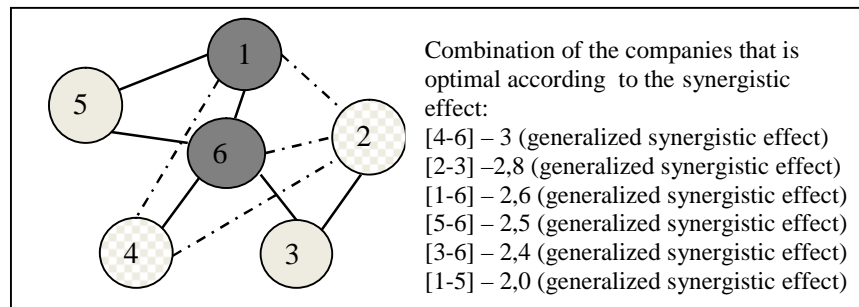 1
5
2
6
4
3
Combination of the companies that is
optimal according to the synergistic
effect:
[4-6] – 3 (generalized synergistic effect)
[2-3] –2,8 (generalized synergistic effect)
[1-6] – 2,6 (generalized synergistic effect)
[5-6] – 2,5 (generalized synergistic effect)
[3-6] – 2,4 (generalized synergistic effect)
[1-5] – 2,0 (generalized synergistic effect)